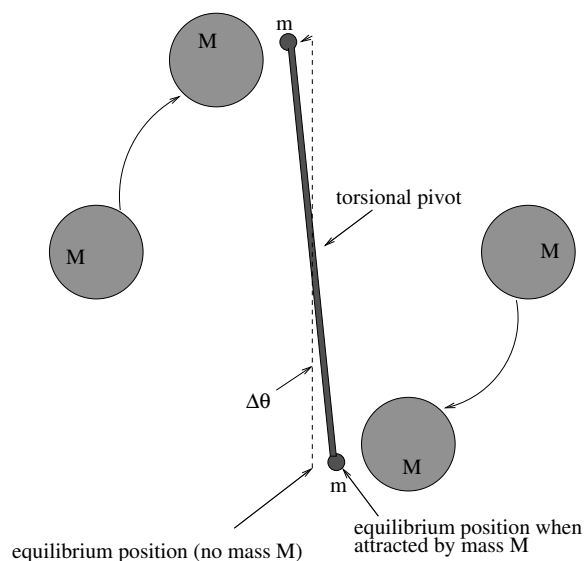 m
M
torsional pivot
M
M
Δθ
M
m
equilibrium position when
attracted by mass M
equilibrium position (no mass M)